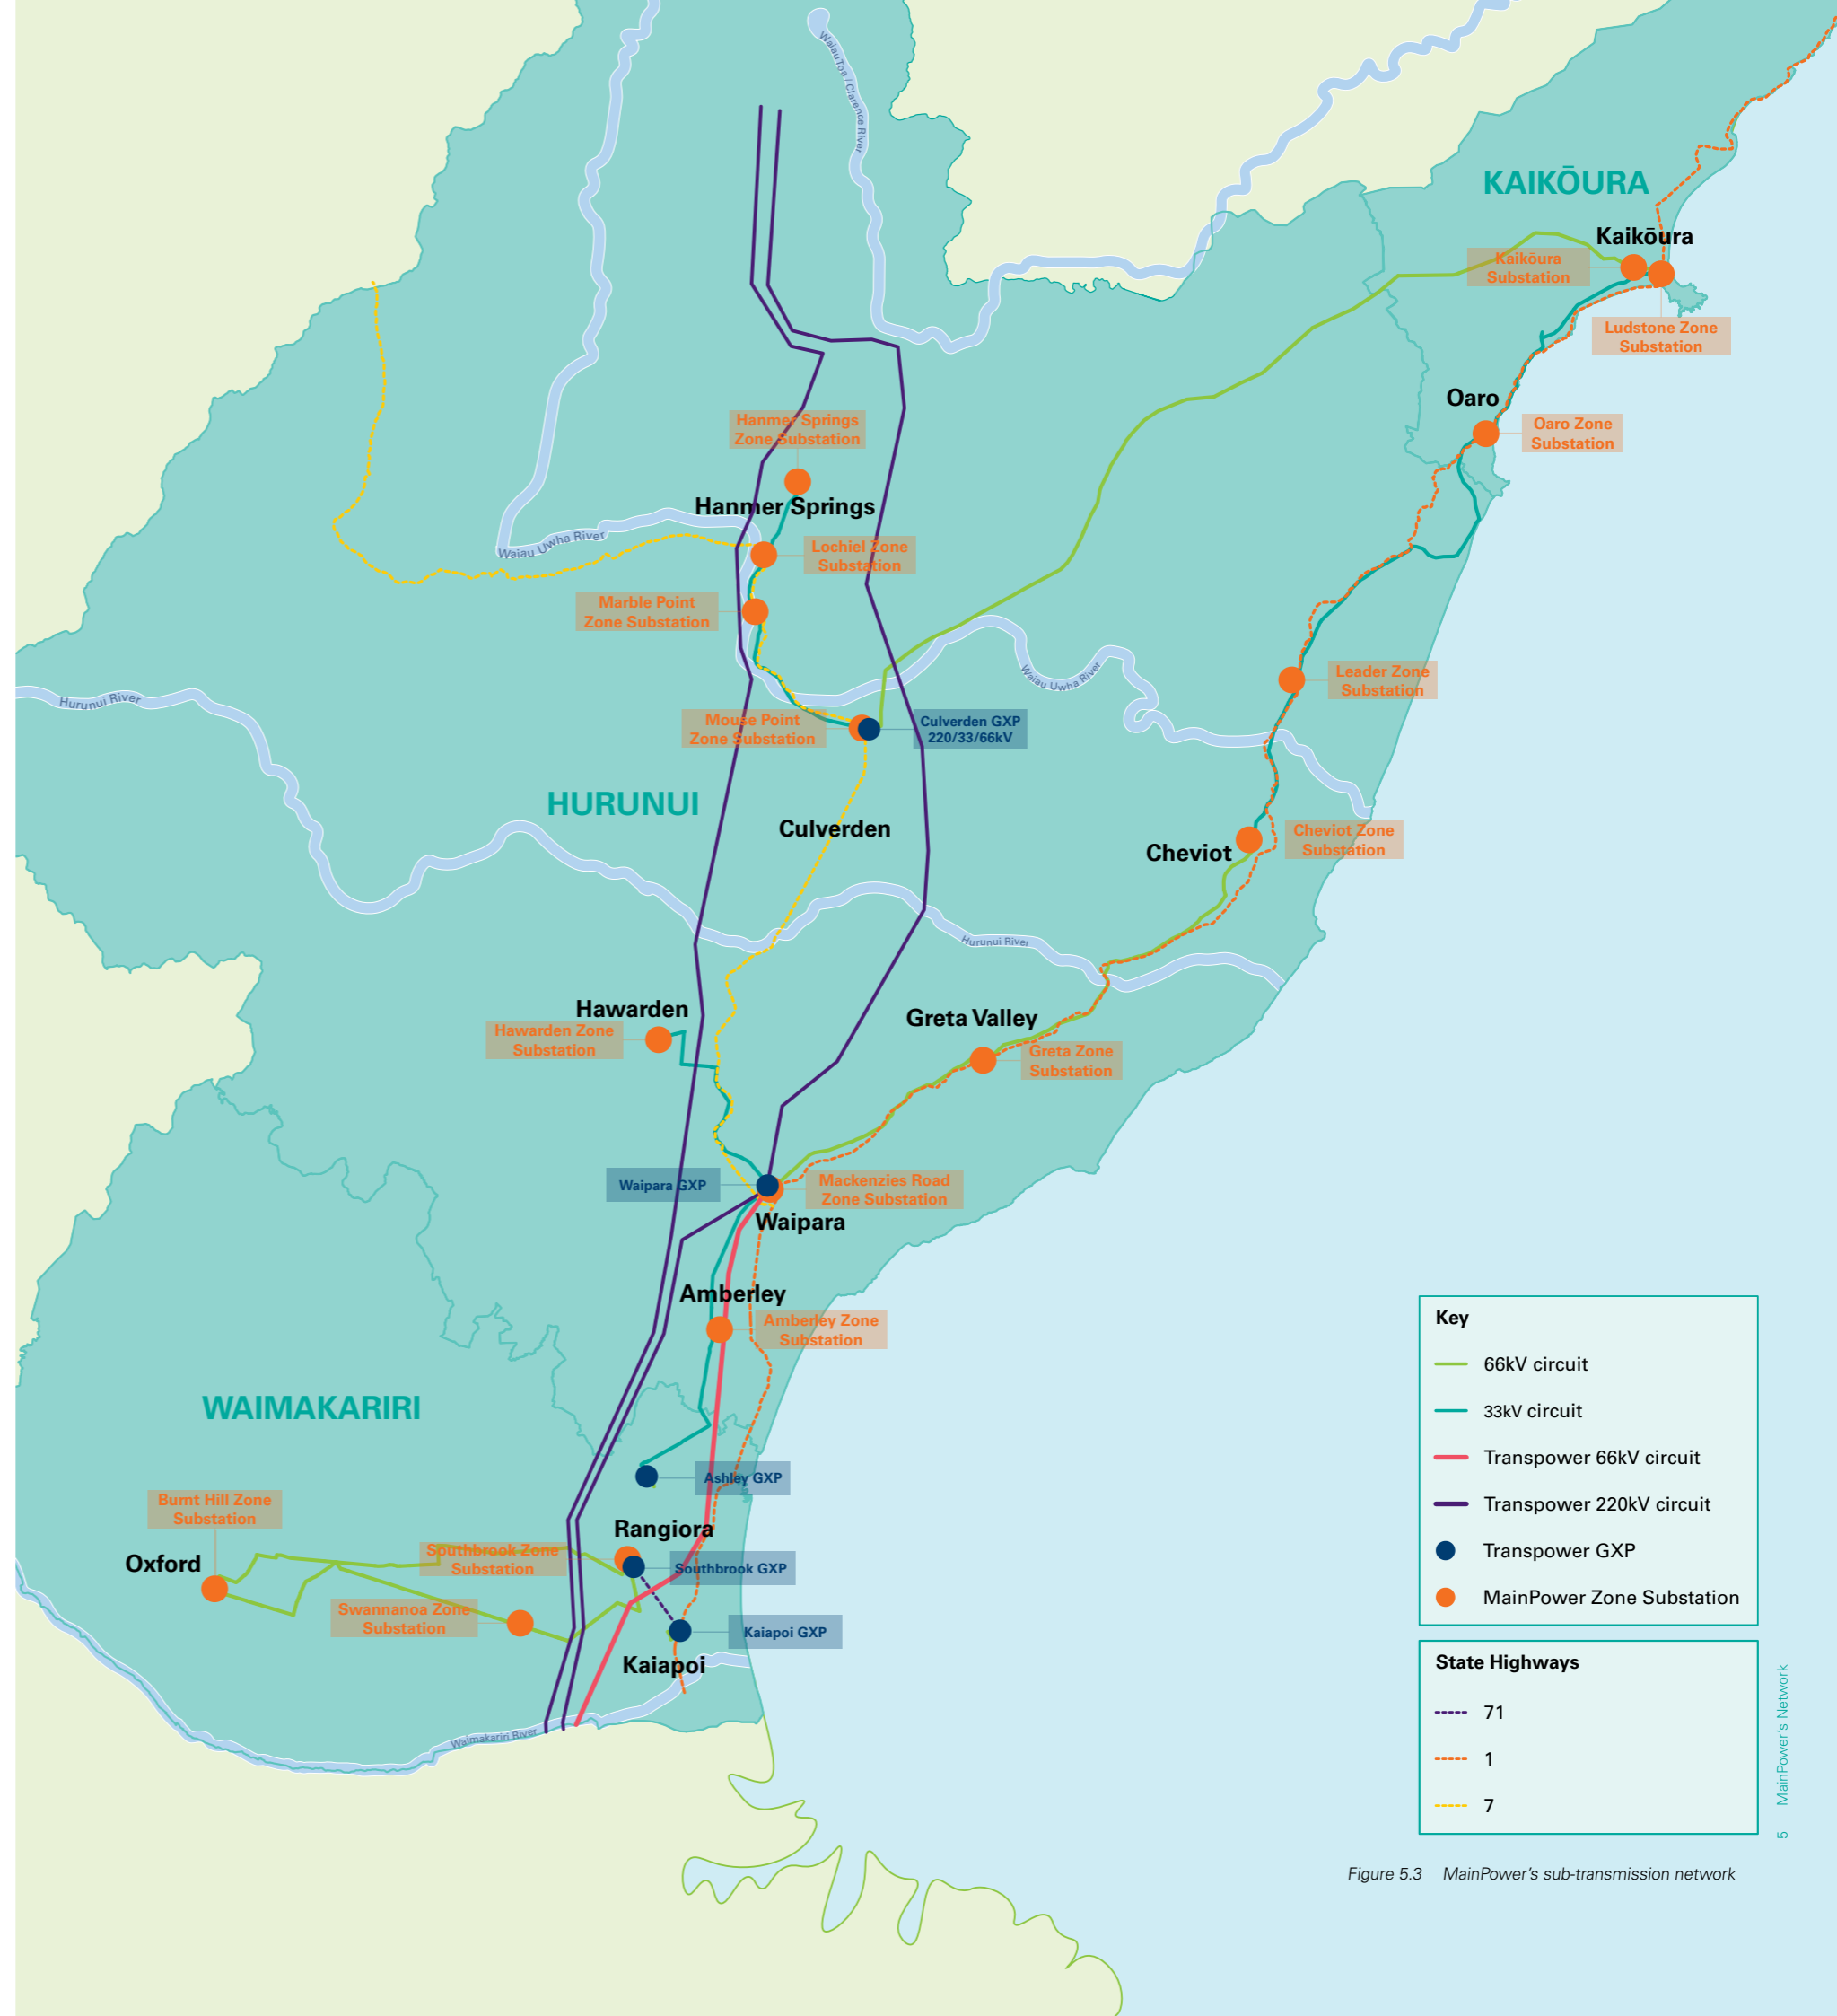 Waiau Toa / Clarence River
KAIKŌURA
Kaikōura
Kaikōura
Substation
Ludstone Zone
Substation
Oaro
Oaro Zone
Substation
Hanmer Springs
Zone Substation
Hanmer Springs
Waiau Uwha River
Lochiel Zone
Substation
Marble Point
Zone Substation
Waiau Uwha River
Leader Zone
Substation
Hurunui River
Mouse Point
Zone Substation
Culverden GXP
220/33/66kV
HURUNUI
Culverden
Cheviot Zone
Substation
Cheviot
Hurunui River
Hawarden
Hawarden Zone
Substation
Greta Valley
Greta Zone
Substation
Waipara GXP
Mackenzies Road
Zone Substation
Waipara
Amberley
Amberley Zone
Substation
WAIMAKARIRI
Ashley GXP
Burnt Hill Zone
Substation
Oxford
Rangiora
Southbrook Zone
Substation
Southbrook GXP
Swannanoa Zone
Substation
Kaiapoi GXP
Kaiapoi
Waimakariri River
Key
66kV circuit
33kV circuit
Transpower 66kV circuit
Transpower 220kV circuit
Transpower GXP
MainPower Zone Substation
State Highways
71
1
7
5 MainPower's Network
Figure 5.3 MainPower's sub-transmission network